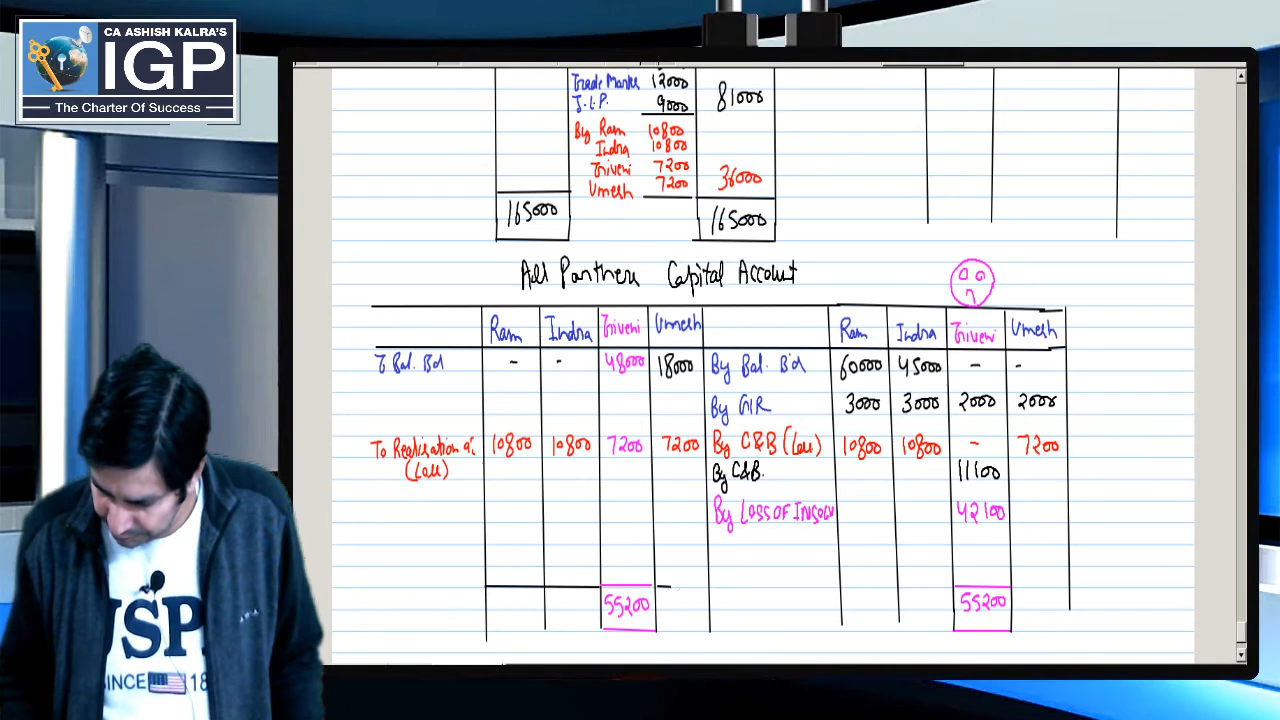 CA ASHISH KALRA'S
IGP
The Charter Of Success
Trade Marks 12000
J.L.P. 9000 81000
By Ram 10800
Indra 10800
Triveni 7200
Umesh 7200 36000
165000 165000
All Partners Capital Account
Ram Indra Triveni Umesh Ram Indra Triveni Umesh
To Bal. B/d - - 48000 18000 By Bal. B/d 60000 45000 - -
By G/R 3000 3000 2000 2000
To Realisation a/c 10800 10800 7200 7200 By C&B (Loss) 10800 10800 - 7200
(Loss) By C&B. 11100
By Loss OF Insolv 42100
55200 55200
USP
SINCE 18